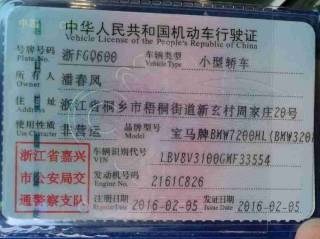 中华人民共和国机动车行驶证
Vehicle License of the People's Republic of China
号牌号码 Plate No. 浙FGQ600 车辆类型 Vehicle Type 小型轿车
所有人 Owner 潘春凤
住址 Address 浙江省桐乡市梧桐街道新玄村周家庄20号
使用性质 Use Character 非营运 品牌型号 Model 宝马牌BMW7200HL(BMW320
浙江省嘉兴 车辆识别代号 VIN LBV8V3100GMF33554
市公安局交 发动机号码 Engine No. 2161C826
通警察支队 注册日期 Register Date 2016-02-05 发证日期 Issue Date 2016-02-05